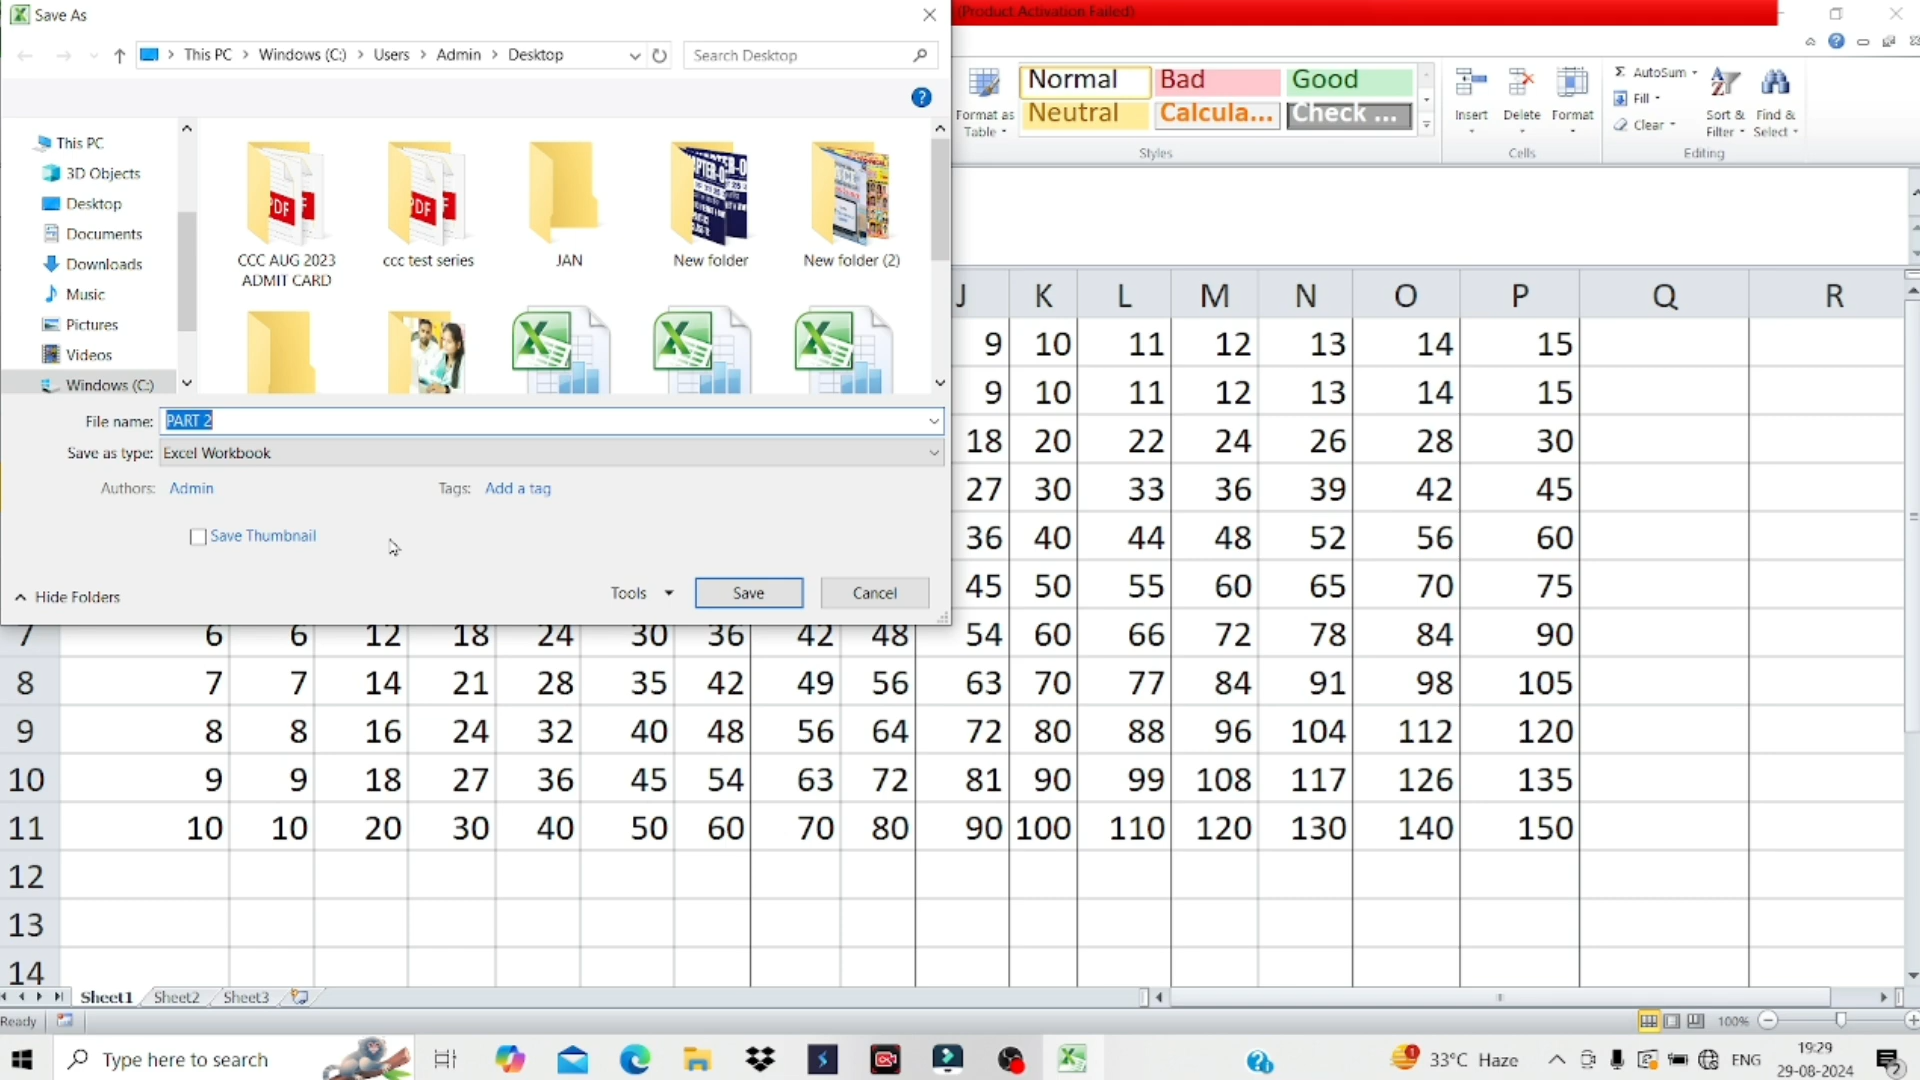 Save As
(Product Activation Failed)
This PC
Windows (C:)
Users
Admin
Desktop
Search Desktop
Format as
Table
Normal
Bad
Good
Neutral
Calcula...
Check ...
Styles
Insert
Delete
Format
Cells
Σ AutoSum
Fill
Clear
Sort &
Filter
Find &
Select
Editing
This PC
3D Objects
Desktop
Documents
Downloads
Music
Pictures
Videos
Windows (C:)
PDF
CCC AUG 2023
ADMIT CARD
PDF
ccc test series
JAN
New folder
New folder (2)
File name: PART 2
Save as type: Excel Workbook
Authors: Admin
Tags: Add a tag
Save Thumbnail
Hide Folders
Tools
Save
Cancel
J K L M N O P Q R
9 10 11 12 13 14 15
9 10 11 12 13 14 15
18 20 22 24 26 28 30
27 30 33 36 39 42 45
36 40 44 48 52 56 60
45 50 55 60 65 70 75
7 6 6 12 18 24 30 36 42 48 54 60 66 72 78 84 90
8 7 7 14 21 28 35 42 49 56 63 70 77 84 91 98 105
9 8 8 16 24 32 40 48 56 64 72 80 88 96 104 112 120
10 9 9 18 27 36 45 54 63 72 81 90 99 108 117 126 135
11 10 10 20 30 40 50 60 70 80 90 100 110 120 130 140 150
12
13
14
Sheet1 Sheet2 Sheet3
Ready
100%
Type here to search
33°C Haze
ENG
19:29
29-08-2024
2